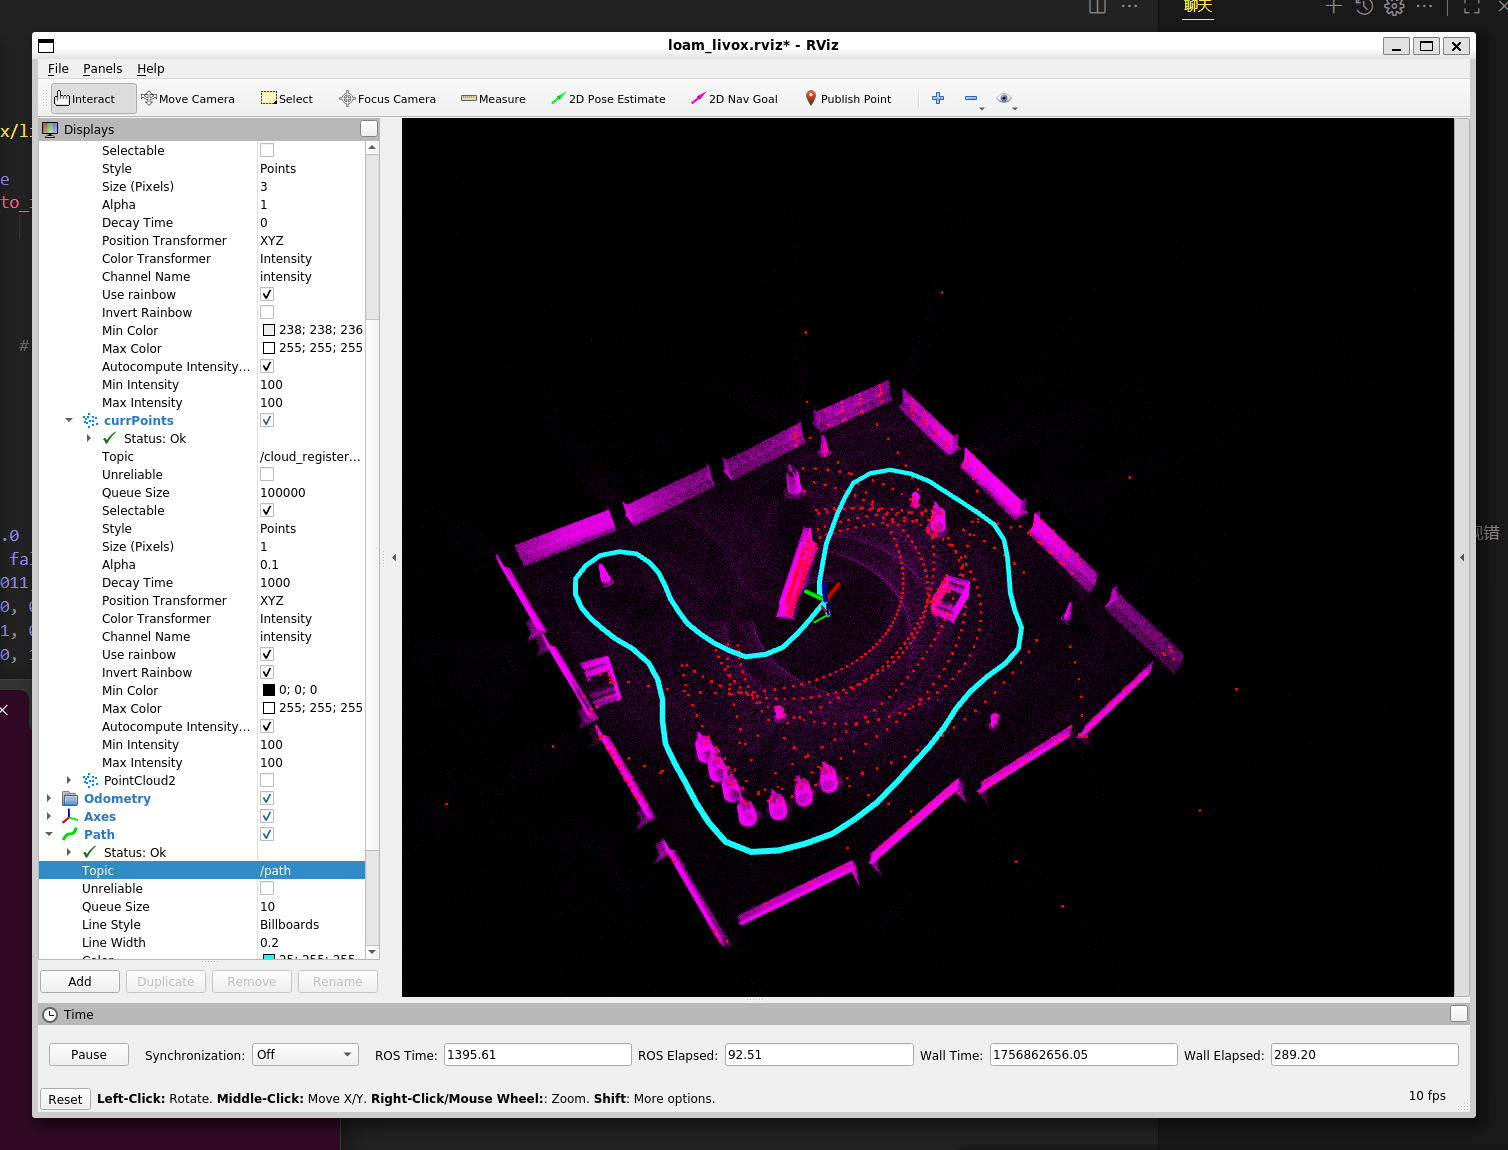 聊天
loam_livox.rviz* - RViz
File Panels Help
Interact Move Camera Select Focus Camera Measure 2D Pose Estimate 2D Nav Goal Publish Point
Displays
Selectable
Style Points
Size (Pixels) 3
Alpha 1
Decay Time 0
Position Transformer XYZ
Color Transformer Intensity
Channel Name intensity
Use rainbow
Invert Rainbow
Min Color 238; 238; 236
Max Color 255; 255; 255
Autocompute Intensity...
Min Intensity 100
Max Intensity 100
currPoints
Status: Ok
Topic /cloud_register...
Unreliable
Queue Size 100000
Selectable
Style Points
Size (Pixels) 1
Alpha 0.1
Decay Time 1000
Position Transformer XYZ
Color Transformer Intensity
Channel Name intensity
Use rainbow
Invert Rainbow
Min Color 0; 0; 0
Max Color 255; 255; 255
Autocompute Intensity...
Min Intensity 100
Max Intensity 100
PointCloud2
Odometry
Axes
Path
Status: Ok
Topic /path
Unreliable
Queue Size 10
Line Style Billboards
Line Width 0.2
Color 25; 255; 255
Add Duplicate Remove Rename
Time
Pause Synchronization: Off ROS Time: 1395.61 ROS Elapsed: 92.51 Wall Time: 1756862656.05 Wall Elapsed: 289.20
Reset Left-Click: Rotate. Middle-Click: Move X/Y. Right-Click/Mouse Wheel:: Zoom. Shift: More options. 10 fps